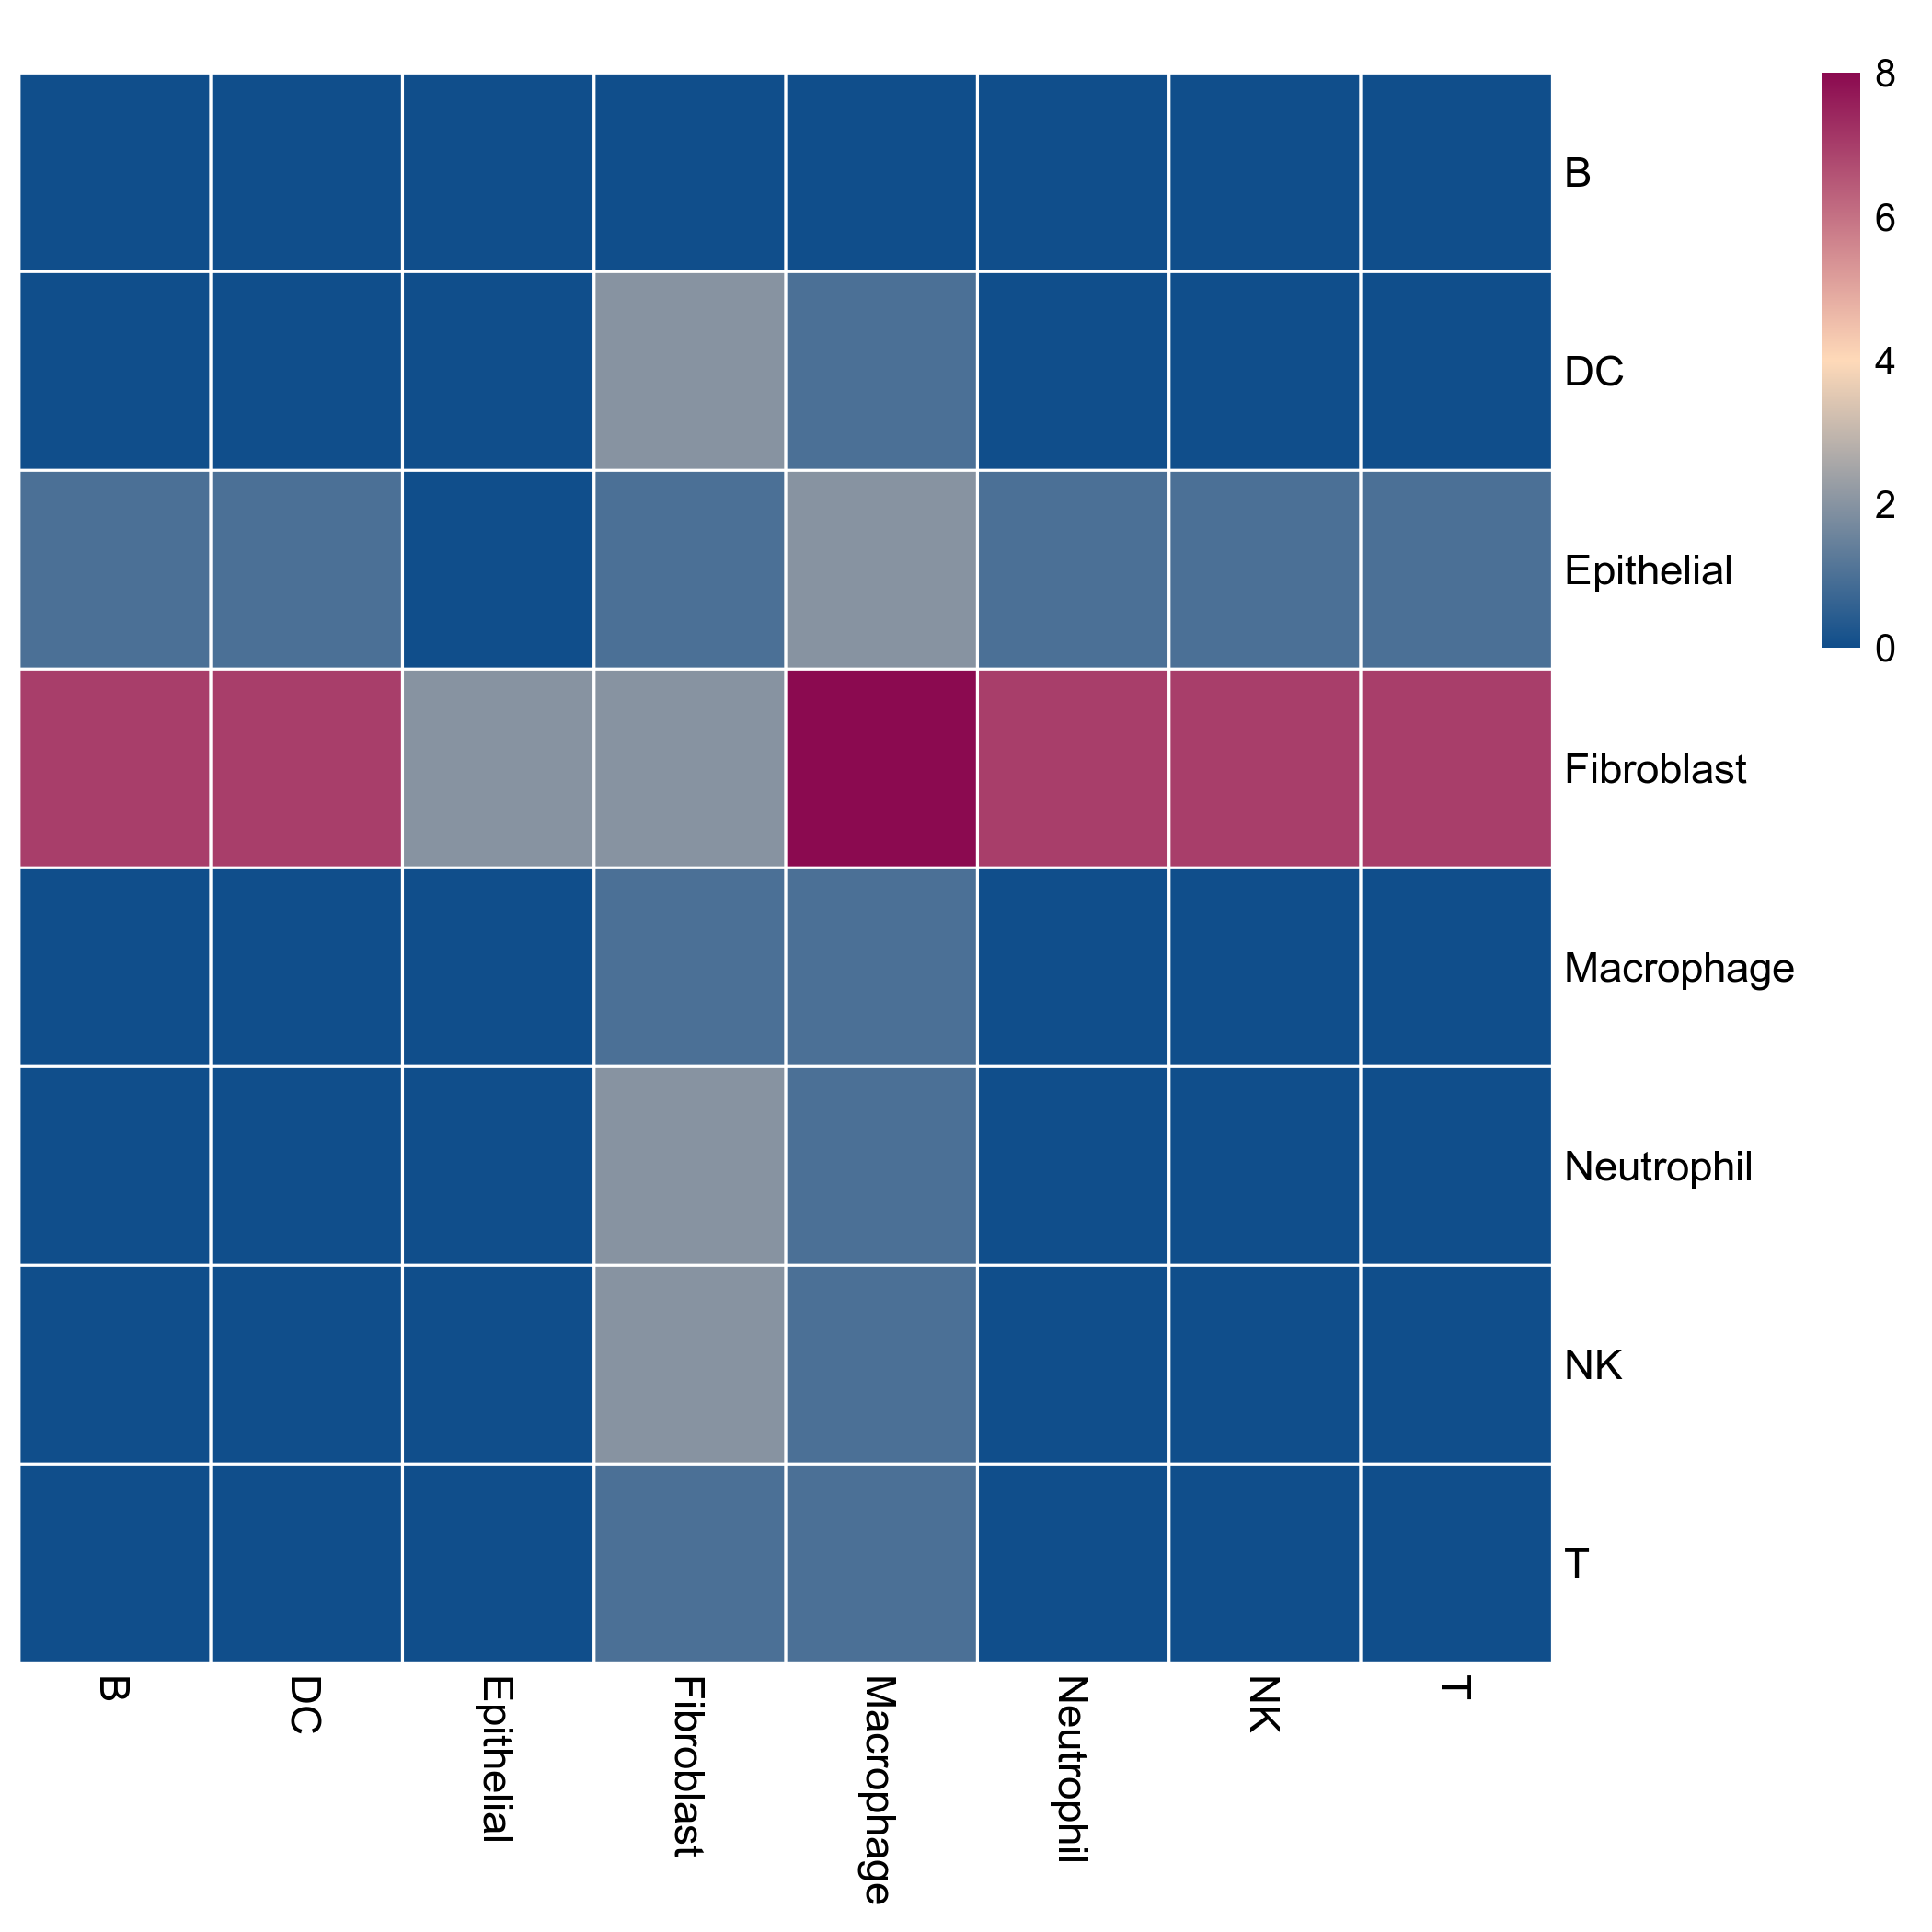 8
6
4
2
0
B
DC
Epithelial
Fibroblast
Macrophage
Neutrophil
NK
T
B
DC
Epithelial
Fibroblast
Macrophage
Neutrophil
NK
T